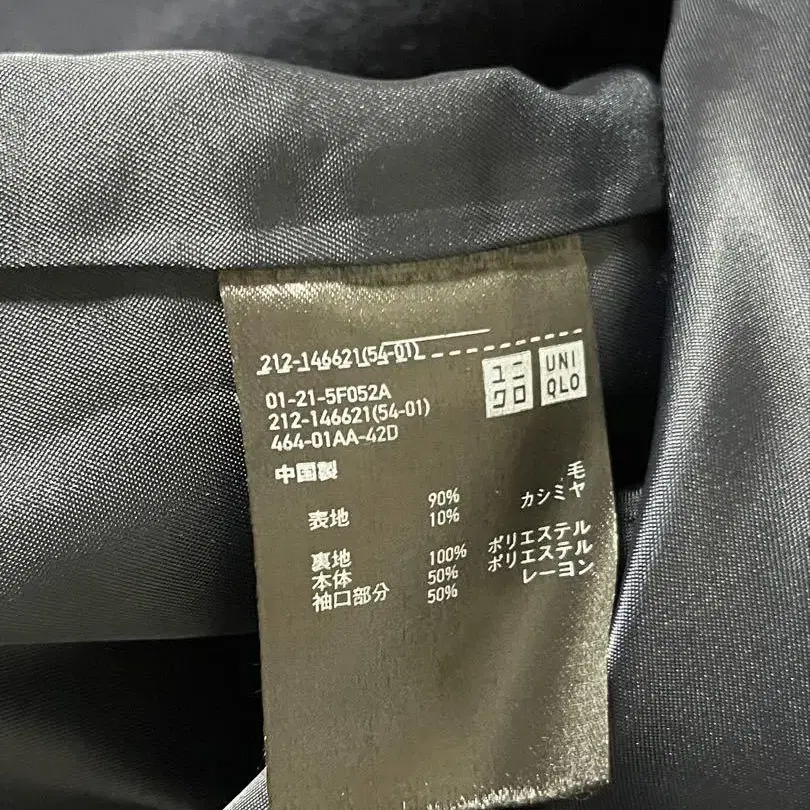 212-146621(54-01)
ユニクロ UNIQLO
01-21-5F052A
212-146621(54-01)
464-01AA-42D
中国製
表地 90% 毛
10% カシミヤ
裏地
本体 100% ポリエステル
袖口部分 50% ポリエステル
50% レーヨン